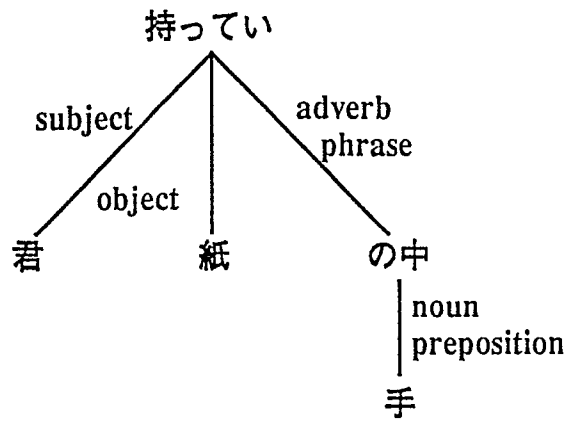 持ってい
subject
adverb
phrase
object
君
紙
の中
noun
preposition
手